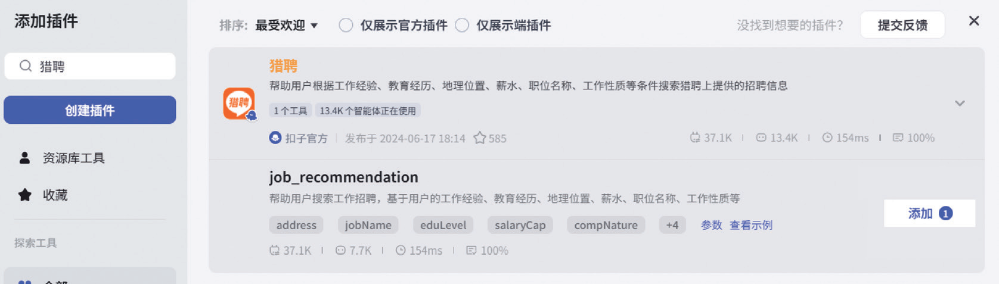 添加插件
猎聘
创建插件
资源库工具
收藏
探索工具
全部
排序: 最受欢迎 仅展示官方插件 仅展示端插件 没找到想要的插件? 提交反馈
猎聘
帮助用户根据工作经验、教育经历、地理位置、薪水、职位名称、工作性质等条件搜索猎聘上提供的招聘信息
猎聘
1 个工具 13.4K 个智能体正在使用
扣子官方 发布于 2024-06-17 18:14 585 37.1K 13.4K 154ms 100%
job_recommendation
帮助用户搜索工作招聘，基于用户的工作经验、教育经历、地理位置、薪水、职位名称、工作性质等
address jobName eduLevel salaryCap compNature +4 参数 查看示例
添加 1
37.1K 7.7K 154ms 100%